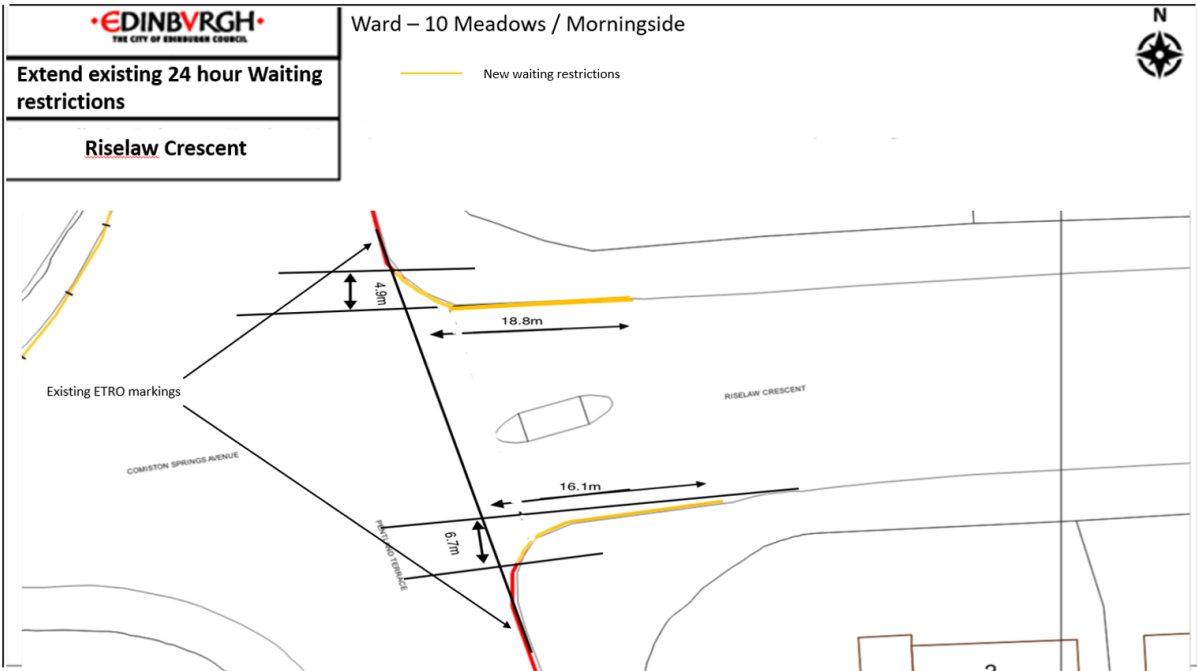 •EDINBVRGH•
THE CITY OF EDINBURGH COUNCIL
Extend existing 24 hour Waiting
restrictions
Riselaw Crescent
Ward – 10 Meadows / Morningside
New waiting restrictions
N
4.9m
18.8m
Existing ETRO markings
RISELAW CRESCENT
COMISTON SPRINGS AVENUE
16.1m
6.7m
PENTLAND TERRACE